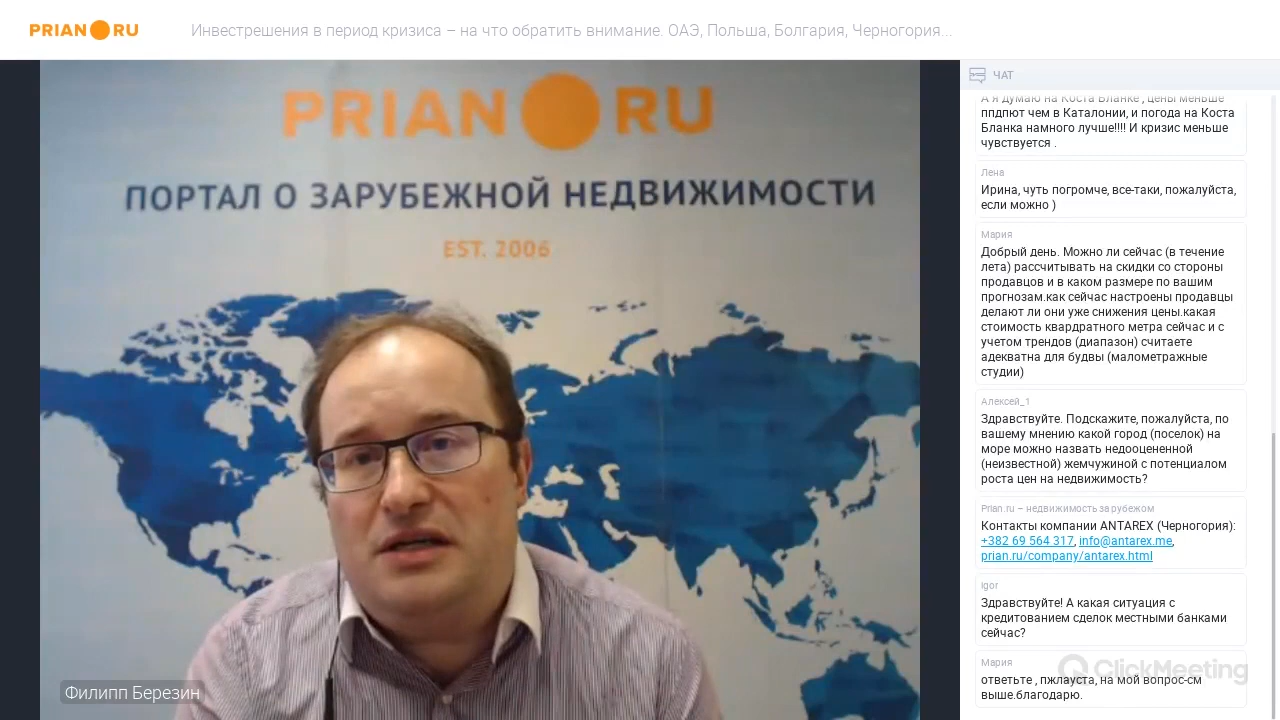 PRIAN RU
Инвестрешения в период кризиса – на что обратить внимание. ОАЭ, Польша, Болгария, Черногория...
PRIAN RU
ПОРТАЛ О ЗАРУБЕЖНОЙ НЕДВИЖИМОСТИ
EST. 2006
Филипп Березин
ЧАТ
А я думаю на Коста Бланке , цены меньше
ппдпют чем в Каталонии, и погода на Коста
Бланка намного лучше!!!! И кризис меньше
чувствуется .
Лена
Ирина, чуть погромче, все-таки, пожалуйста,
если можно )
Мария
Добрый день. Можно ли сейчас (в течение
лета) рассчитывать на скидки со стороны
продавцов и в каком размере по вашим
прогнозам.как сейчас настроены продавцы
делают ли они уже снижения цены.какая
стоимость квардратного метра сейчас и с
учетом трендов (диапазон) считаете
адекватна для будвы (малометражные
студии)
Алексей_1
Здравствуйте. Подскажите, пожалуйста, по
вашему мнению какой город (поселок) на
море можно назвать недооцененной
(неизвестной) жемчужиной с потенциалом
роста цен на недвижимость?
Prian.ru – недвижимость за рубежом
Контакты компании ANTAREX (Черногория):
+382 69 564 317, info@antarex.me,
prian.ru/company/antarex.html
Igor
Здравствуйте! А какая ситуация с
кредитованием сделок местными банками
сейчас?
Мария
ответьте , пжлауста, на мой вопрос-см
выше.благодарю.
ClickMeeting